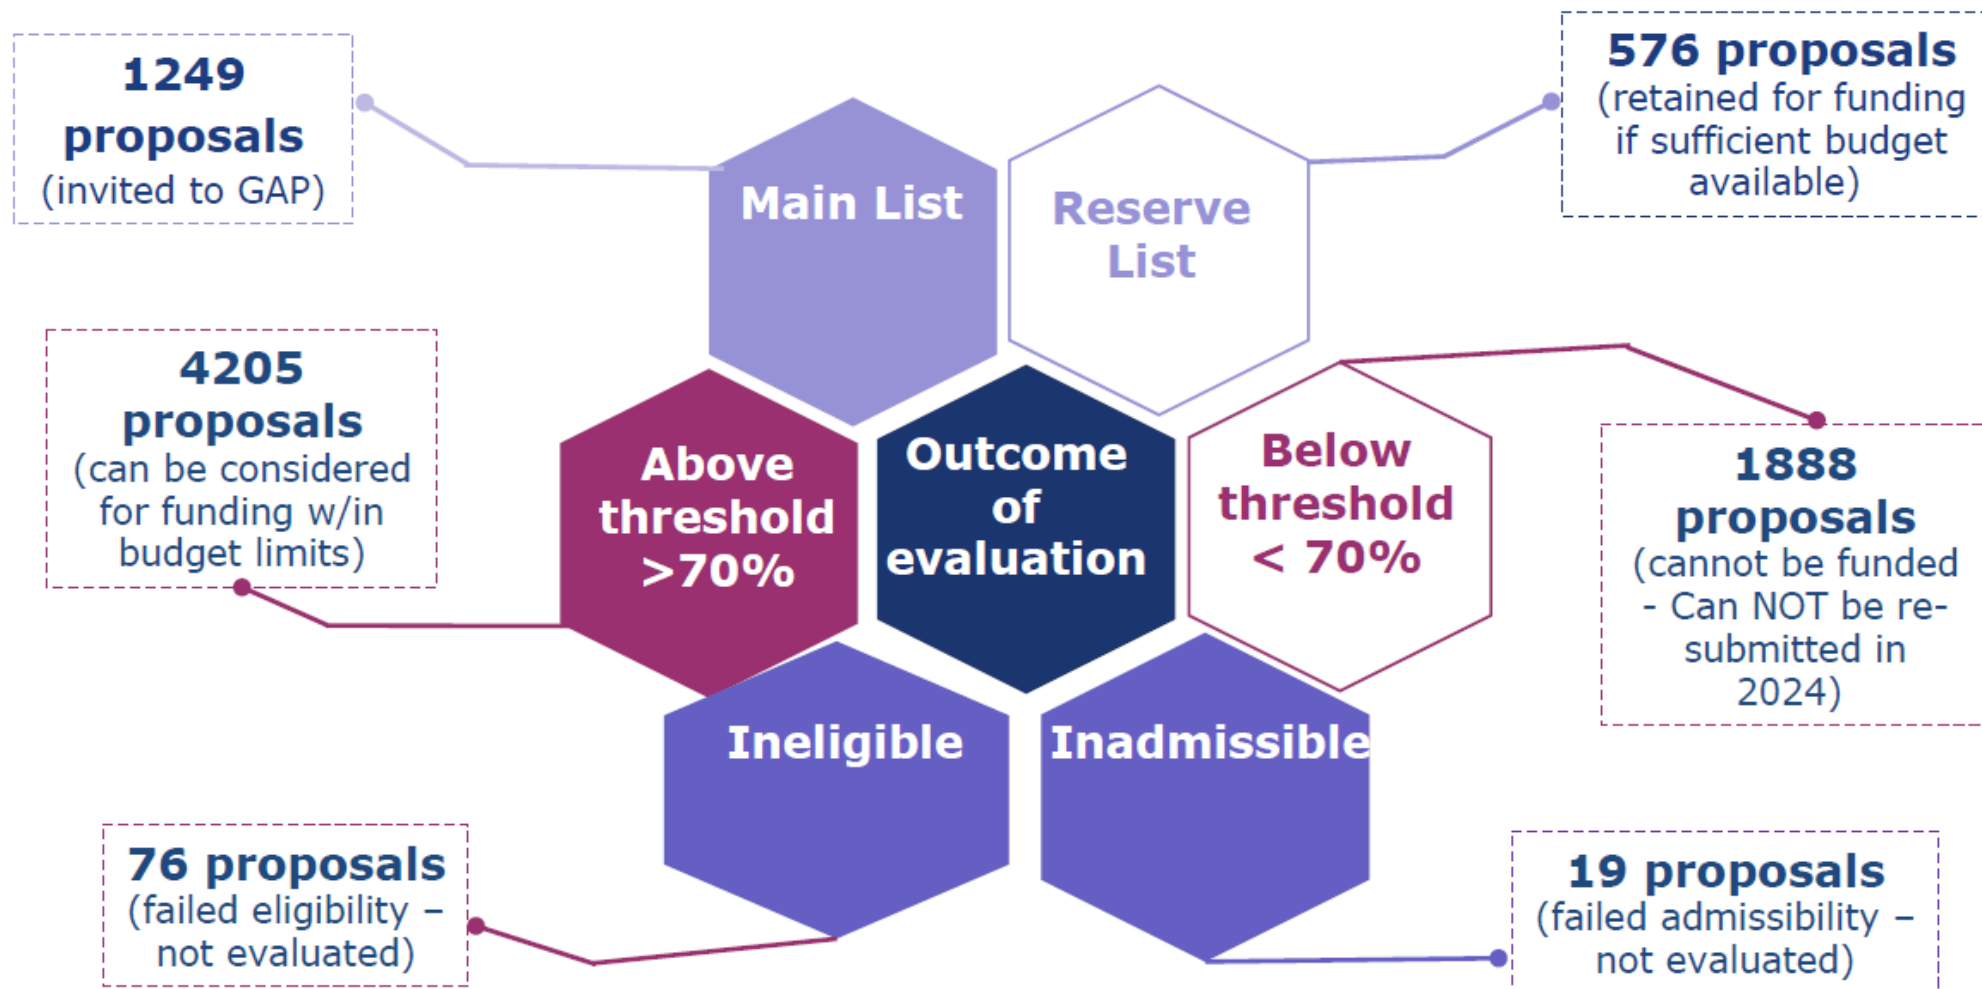 1249
proposals
(invited to GAP)
Main List
Reserve
List
576 proposals
(retained for funding
if sufficient budget
available)
4205
proposals
(can be considered
for funding w/in
budget limits)
Above
threshold
>70%
Outcome
of
evaluation
Below
threshold
< 70%
1888
proposals
(cannot be funded
- Can NOT be re-
submitted in
2024)
Ineligible
Inadmissible
76 proposals
(failed eligibility –
not evaluated)
19 proposals
(failed admissibility –
not evaluated)